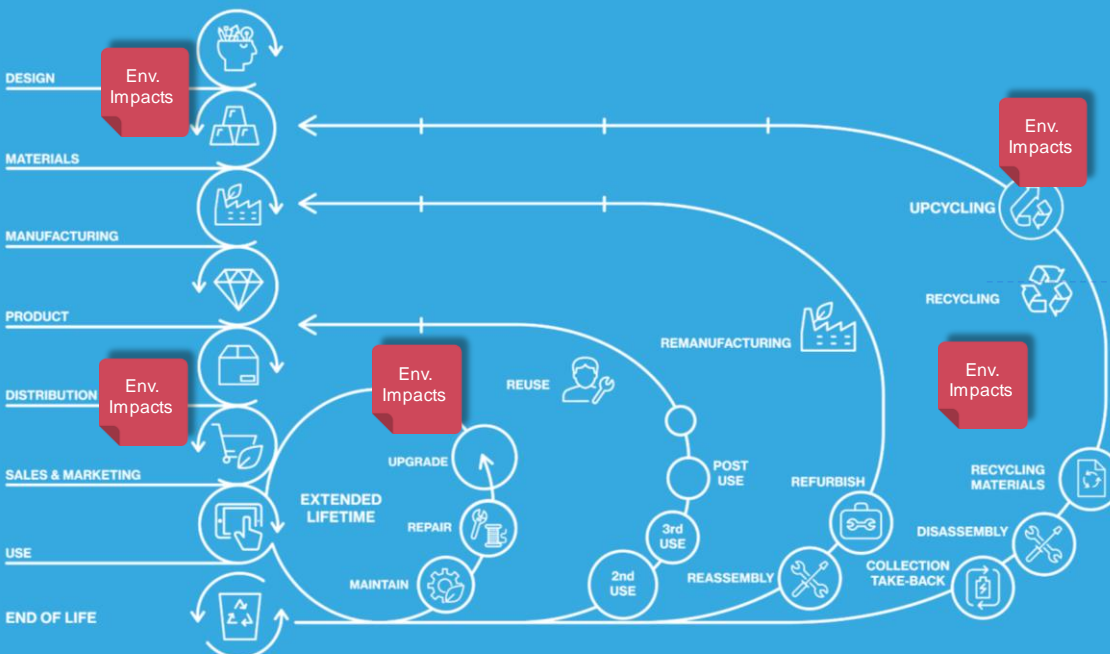 DESIGN
Env.
Impacts
MATERIALS
MANUFACTURING
PRODUCT
DISTRIBUTION
Env.
Impacts
SALES & MARKETING
USE
END OF LIFE
EXTENDED
LIFETIME
Env.
Impacts
UPGRADE
REPAIR
MAINTAIN
REUSE
POST
USE
3rd
USE
2nd
USE
REMANUFACTURING
REFURBISH
REASSEMBLY
Env.
Impacts
UPCYCLING
RECYCLING
Env.
Impacts
RECYCLING
MATERIALS
DISASSEMBLY
COLLECTION
TAKE-BACK